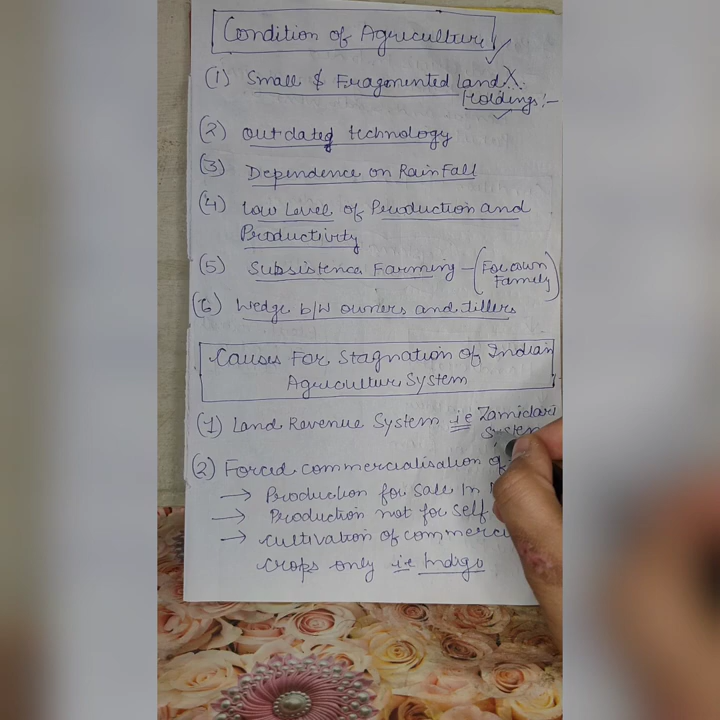 Condition of Agriculture
(1) Small & Fragmented Land
Holdings:-
(2) Outdated technology
(3) Dependence on RainFall
(4) Low Level of Production and
Productivity
(5) Subsistence Farming - (For own
Family)
(6) Wedge b/w owners and tillers
Causes For Stagnation of Indian
Agriculture System
(1) Land Revenue System i.e Zamidari
System
(2) Forced commercialisation of
→ Production for sale In
→ Production not for self
→ Cultivation of
crops only i.e Indigo